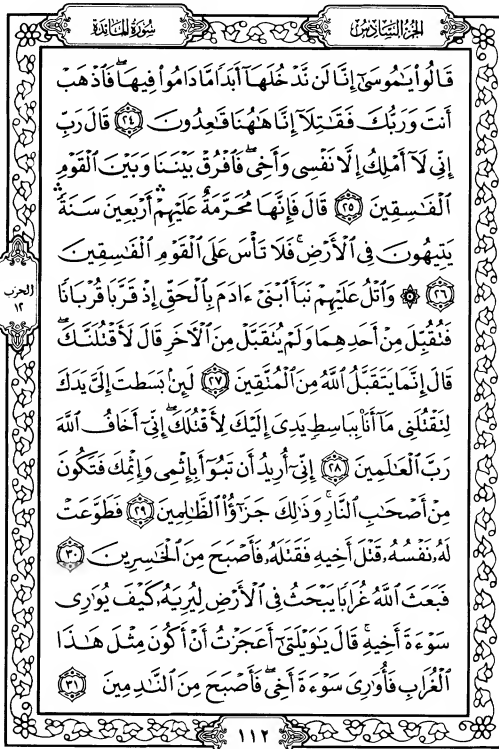 الجزء السادس
سورة المائدة
قَالُوا۟ يَٰمُوسَىٰٓ إِنَّا لَن نَّدْخُلَهَآ أَبَدًا مَّا دَامُوا۟ فِيهَا ۖ فَٱذْهَبْ
أَنتَ وَرَبُّكَ فَقَٰتِلَآ إِنَّا هَٰهُنَا قَٰعِدُونَ ٢٤ قَالَ رَبِّ
إِنِّى لَآ أَمْلِكُ إِلَّا نَفْسِى وَأَخِى ۖ فَٱفْرُقْ بَيْنَنَا وَبَيْنَ ٱلْقَوْمِ
ٱلْفَٰسِقِينَ ٢٥ قَالَ فَإِنَّهَا مُحَرَّمَةٌ عَلَيْهِمْ ۛ أَرْبَعِينَ سَنَةً ۛ
يَتِيهُونَ فِى ٱلْأَرْضِ ۚ فَلَا تَأْسَ عَلَى ٱلْقَوْمِ ٱلْفَٰسِقِينَ
٢٦ ۞ وَٱتْلُ عَلَيْهِمْ نَبَأَ ٱبْنَىْ ءَادَمَ بِٱلْحَقِّ إِذْ قَرَّبَا قُرْبَانًا
فَتُقُبِّلَ مِنْ أَحَدِهِمَا وَلَمْ يُتَقَبَّلْ مِنَ ٱلْءَاخَرِ قَالَ لَأَقْتُلَنَّكَ ۖ
قَالَ إِنَّمَا يَتَقَبَّلُ ٱللَّهُ مِنَ ٱلْمُتَّقِينَ ٢٧ لَئِنۢ بَسَطتَ إِلَىَّ يَدَكَ
لِتَقْتُلَنِى مَآ أَنَا۠ بِبَاسِطٍ يَدِىَ إِلَيْكَ لِأَقْتُلَكَ ۖ إِنِّىٓ أَخَافُ ٱللَّهَ
رَبَّ ٱلْعَٰلَمِينَ ٢٨ إِنِّىٓ أُرِيدُ أَن تَبُوٓأَ بِإِثْمِى وَإِثْمِكَ فَتَكُونَ
مِنْ أَصْحَٰبِ ٱلنَّارِ ۚ وَذَٰلِكَ جَزَٰٓؤُا۟ ٱلظَّٰلِمِينَ ٢٩ فَطَوَّعَتْ
لَهُۥ نَفْسُهُۥ قَتْلَ أَخِيهِ فَقَتَلَهُۥ فَأَصْبَحَ مِنَ ٱلْخَٰسِرِينَ ٣٠
فَبَعَثَ ٱللَّهُ غُرَابًا يَبْحَثُ فِى ٱلْأَرْضِ لِيُرِيَهُۥ كَيْفَ يُوَٰرِى
سَوْءَةَ أَخِيهِ ۚ قَالَ يَٰوَيْلَتَىٰٓ أَعَجَزْتُ أَنْ أَكُونَ مِثْلَ هَٰذَا
ٱلْغُرَابِ فَأُوَٰرِىَ سَوْءَةَ أَخِى ۖ فَأَصْبَحَ مِنَ ٱلنَّٰدِمِينَ ٣١
الحزب
١٢
١١٢